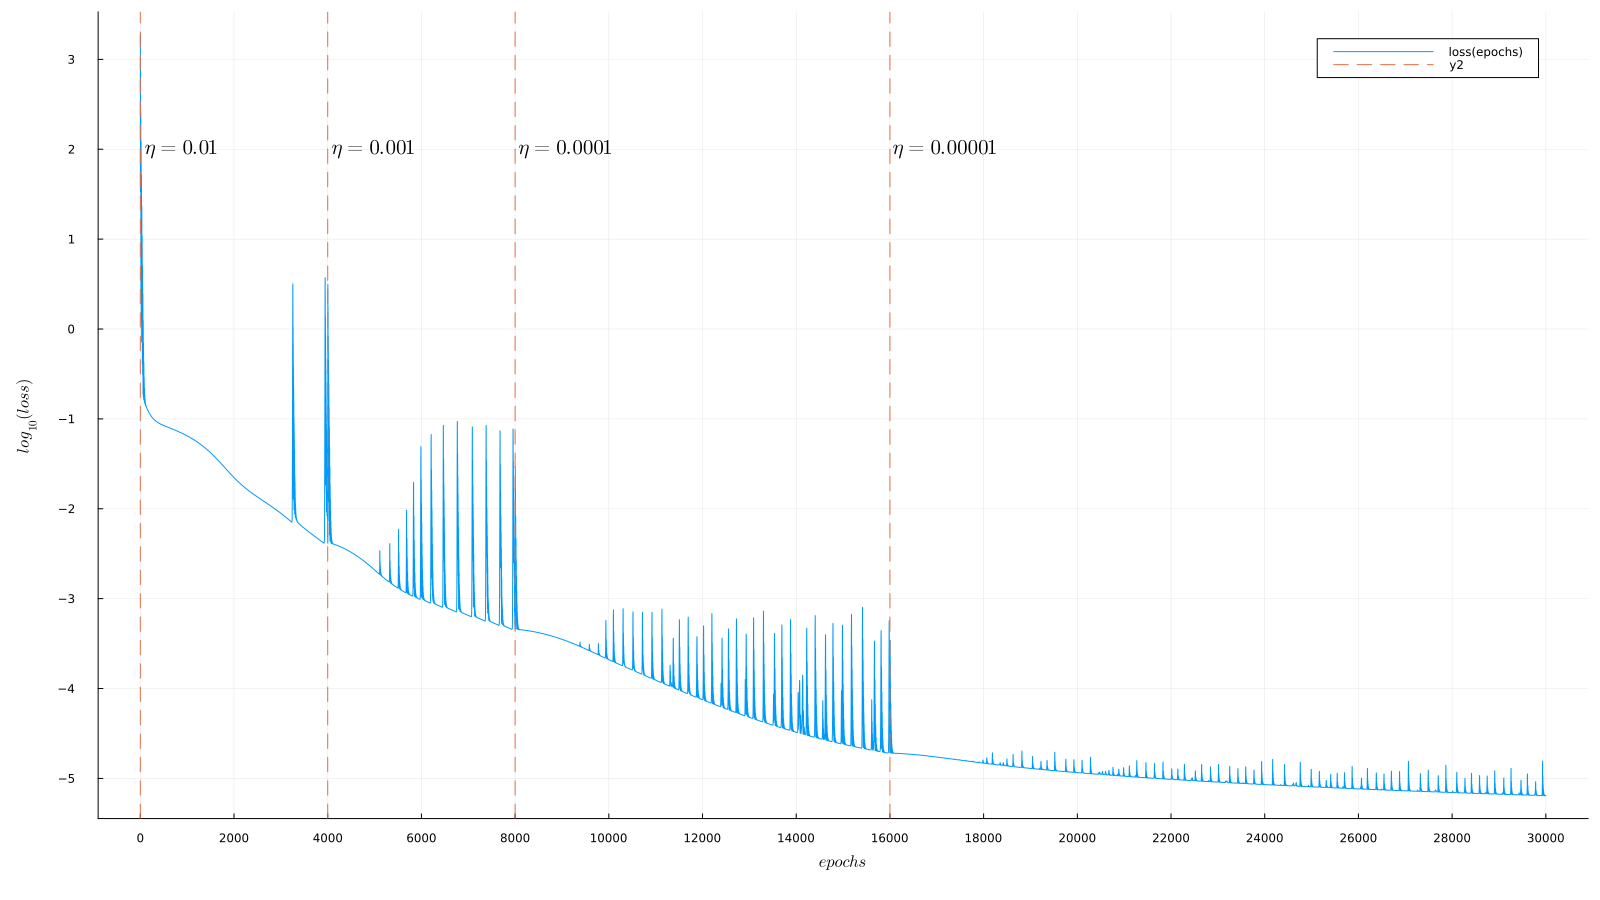 loss(epochs)
y2
3
2
1
0
−1
−2
−3
−4
−5
η = 0.01
η = 0.001
η = 0.0001
η = 0.00001
log₁₀(loss)
0 2000 4000 6000 8000 10000 12000 14000 16000 18000 20000 22000 24000 26000 28000 30000
epochs